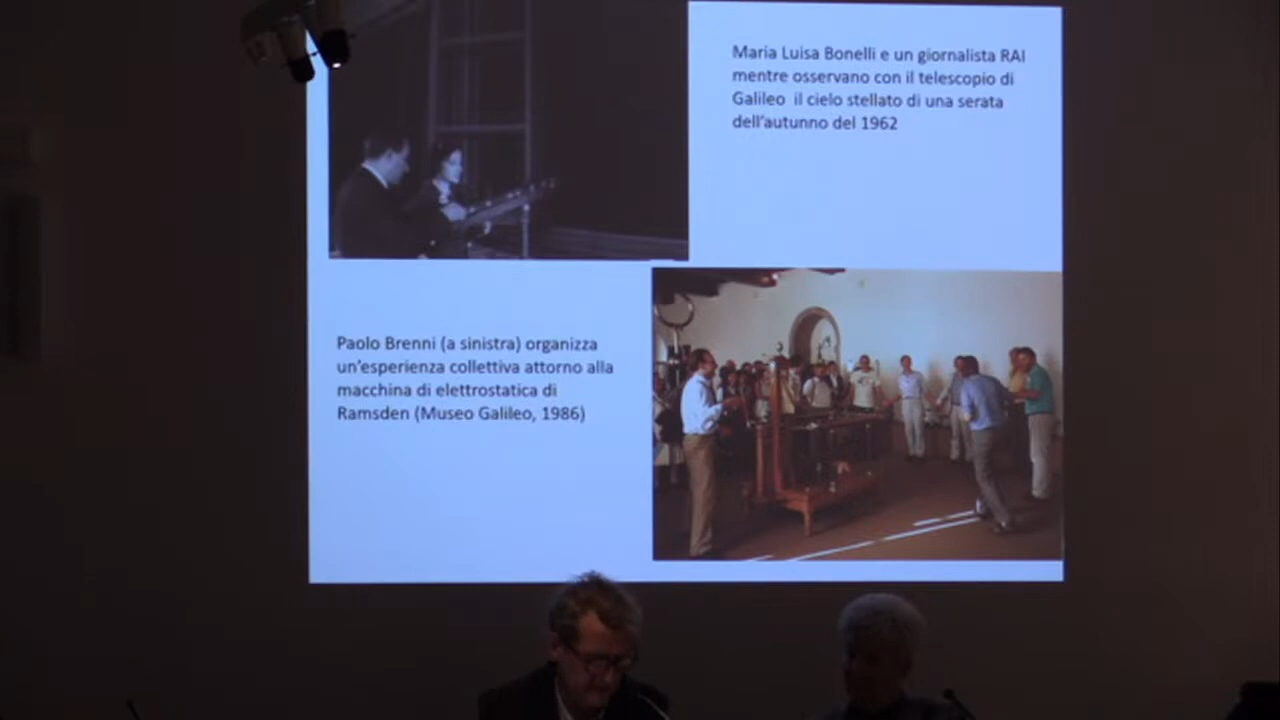 Maria Luisa Bonelli e un giornalista RAI
mentre osservano con il telescopio di
Galileo il cielo stellato di una serata
dell'autunno del 1962
Paolo Brenni (a sinistra) organizza
un'esperienza collettiva attorno alla
macchina di elettrostatica di
Ramsden (Museo Galileo, 1986)